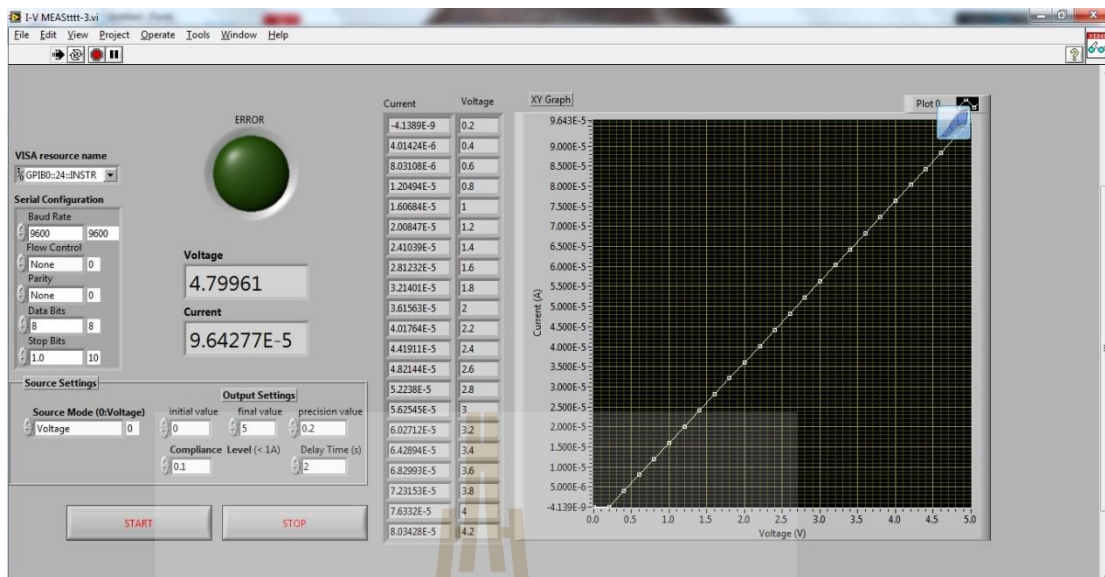 I-V MEAStttt-3.vi
File Edit View Project Operate Tools Window Help
ERROR
VISA resource name
GPIB0::24::INSTR
Serial Configuration
Baud Rate
9600 9600
Flow Control
None 0
Parity
None 0
Data Bits
8 8
Stop Bits
1.0 10
Voltage
4.79961
Current
9.64277E-5
Source Settings
Source Mode (0:Voltage)
Voltage 0
Output Settings
initial value final value precision value
0 5 0.2
Compliance Level (< 1A) Delay Time (s)
0.1 2
START STOP
Current Voltage
-4.1389E-9 0.2
4.01424E-6 0.4
8.03108E-6 0.6
1.20494E-5 0.8
1.60684E-5 1
2.00847E-5 1.2
2.41039E-5 1.4
2.81232E-5 1.6
3.21401E-5 1.8
3.61563E-5 2
4.01764E-5 2.2
4.41911E-5 2.4
4.82144E-5 2.6
5.2238E-5 2.8
5.62545E-5 3
6.02712E-5 3.2
6.42894E-5 3.4
6.82993E-5 3.6
7.23153E-5 3.8
7.6332E-5 4
8.03428E-5 4.2
XY Graph
Plot 0
9.643E-5
9.000E-5
8.500E-5
8.000E-5
7.500E-5
7.000E-5
6.500E-5
6.000E-5
5.500E-5
5.000E-5
4.500E-5
4.000E-5
3.500E-5
3.000E-5
2.500E-5
2.000E-5
1.500E-5
1.000E-5
5.000E-6
-4.139E-9
Current (A)
0.0 0.5 1.0 1.5 2.0 2.5 3.0 3.5 4.0 4.5 5.0
Voltage (V)